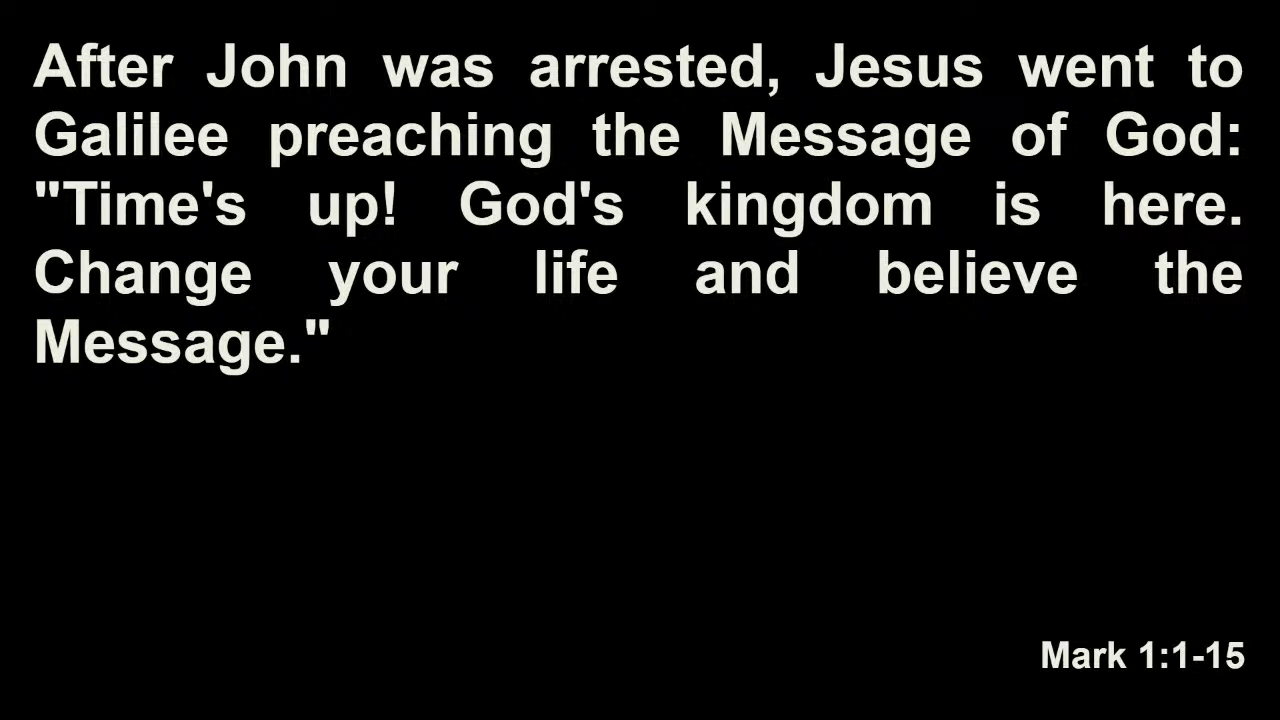 After John was arrested, Jesus went to
Galilee preaching the Message of God:
"Time's up! God's kingdom is here.
Change your life and believe the
Message."
Mark 1:1-15